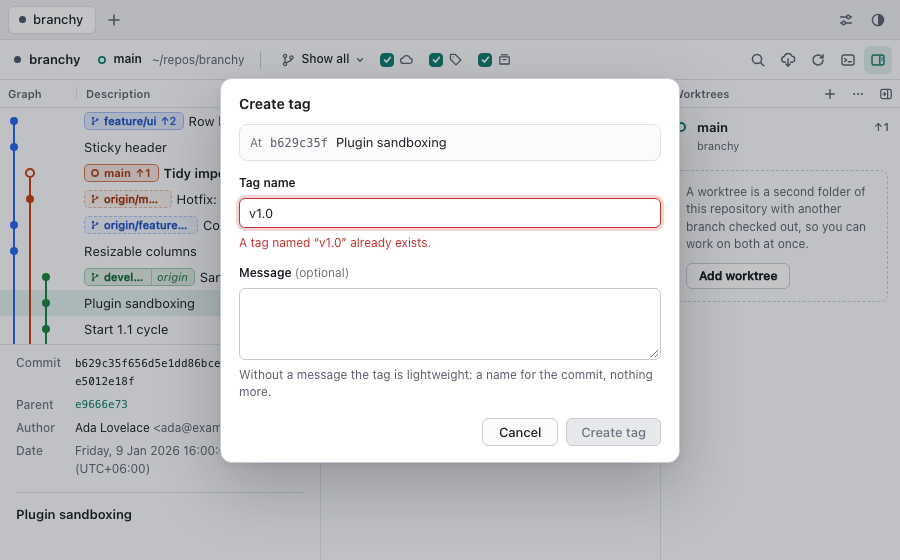 branchy
branchy main ~/repos/branchy Show all
Graph Description
Worktrees
feature/ui ↑2 Row
Sticky header
main ↑1 Tidy impo
origin/m... Hotfix:
origin/feature... Co
Resizable columns
devel... origin San
Plugin sandboxing
Start 1.1 cycle
Commit b629c35f656d5e1dd86bce
e5012e18f
Parent e9666e73
Author Ada Lovelace <ada@exam
Date Friday, 9 Jan 2026 16:00:
(UTC+06:00)
Plugin sandboxing
Create tag
At b629c35f Plugin sandboxing
Tag name
v1.0
A tag named “v1.0” already exists.
Message (optional)
Without a message the tag is lightweight: a name for the commit, nothing
more.
Cancel Create tag
main ↑1
branchy
A worktree is a second folder of
this repository with another
branch checked out, so you can
work on both at once.
Add worktree